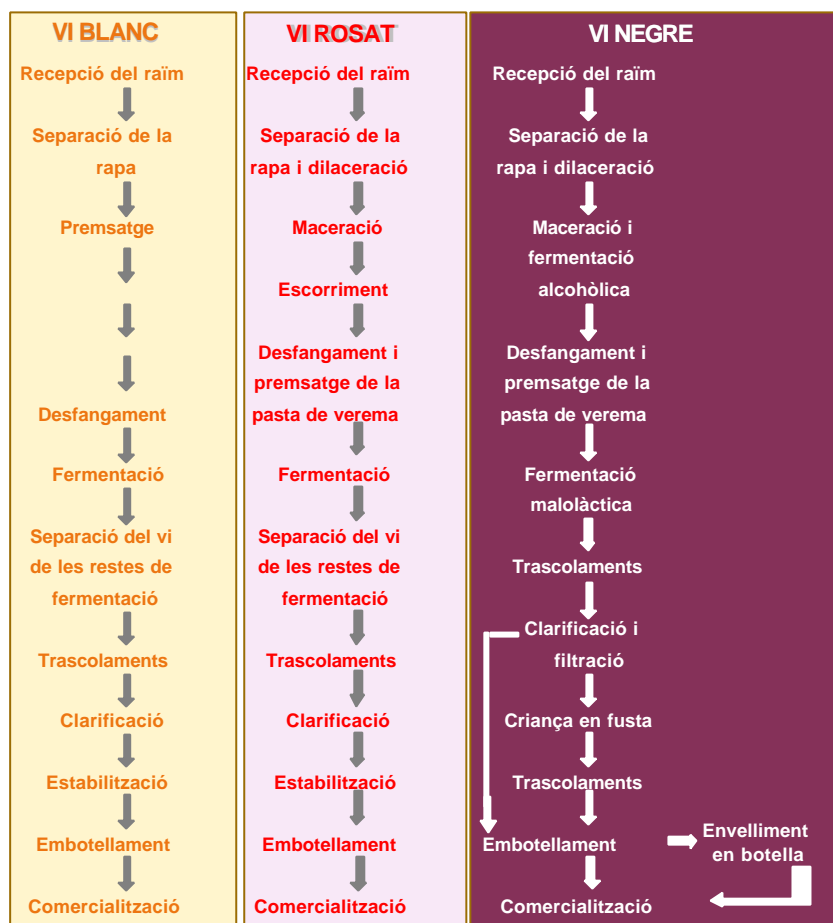 VI BLANC
Recepció del raïm
Separació de la
rapa
Premsatge
Desfangament
Fermentació
Separació del vi
de les restes de
fermentació
Trascolaments
Clarificació
Estabilització
Embotellament
Comercialització
VI ROSAT
Recepció del raïm
Separació de la
rapa i dilaceració
Maceració
Escorriment
Desfangament i
premsatge de la
pasta de verema
Fermentació
Separació del vi
de les restes de
fermentació
Trascolaments
Clarificació
Estabilització
Embotellament
Comercialització
VI NEGRE
Recepció del raïm
Separació de la
rapa i dilaceració
Maceració i
fermentació
alcohòlica
Desfangament i
premsatge de la
pasta de verema
Fermentació
malolàctica
Trascolaments
Clarificació i
filtració
Criança en fusta
Trascolaments
Embotellament
Envelliment
en botella
Comercialització